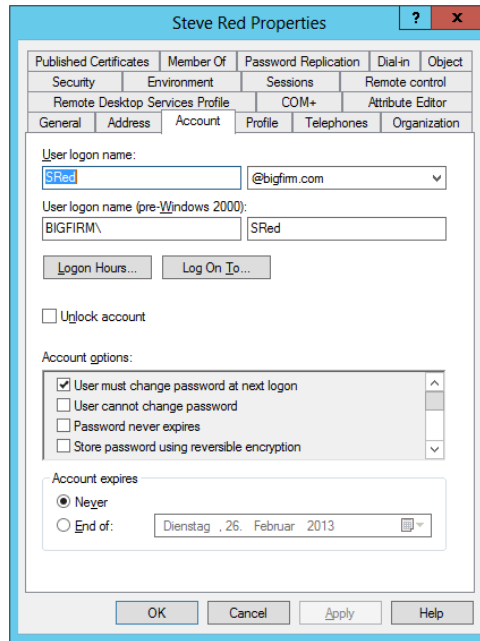 Steve Red Properties
?
x
Published Certificates Member Of Password Replication Dial-in Object
Security Environment Sessions Remote control
Remote Desktop Services Profile COM+ Attribute Editor
General Address Account Profile Telephones Organization
User logon name:
SRed @bigfirm.com
User logon name (pre-Windows 2000):
BIGFIRM\ SRed
Logon Hours... Log On To...
Unlock account
Account options:
User must change password at next logon
User cannot change password
Password never expires
Store password using reversible encryption
Account expires
Never
End of: Dienstag , 26. Februar 2013
OK Cancel Apply Help